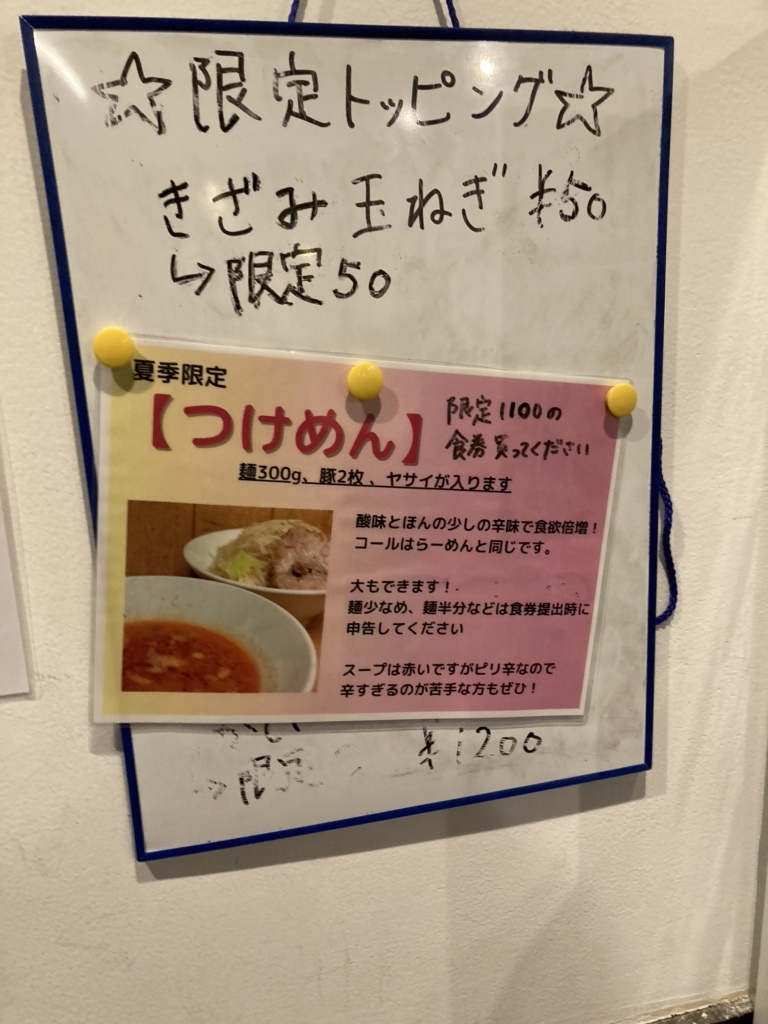 ☆限定トッピング☆
きざみ玉ねぎ ¥50
↳限定50
夏季限定
【つけめん】
限定1100の
食券買ってください
麺300g、豚2枚、ヤサイが入ります
酸味とほんの少しの辛味で食欲倍増！
コールはらーめんと同じです。
大もできます！
麺少なめ、麺半分などは食券提出時に
申告してください
スープは赤いですがピリ辛なので
辛すぎるのが苦手な方もぜひ！
¥1200
→限定